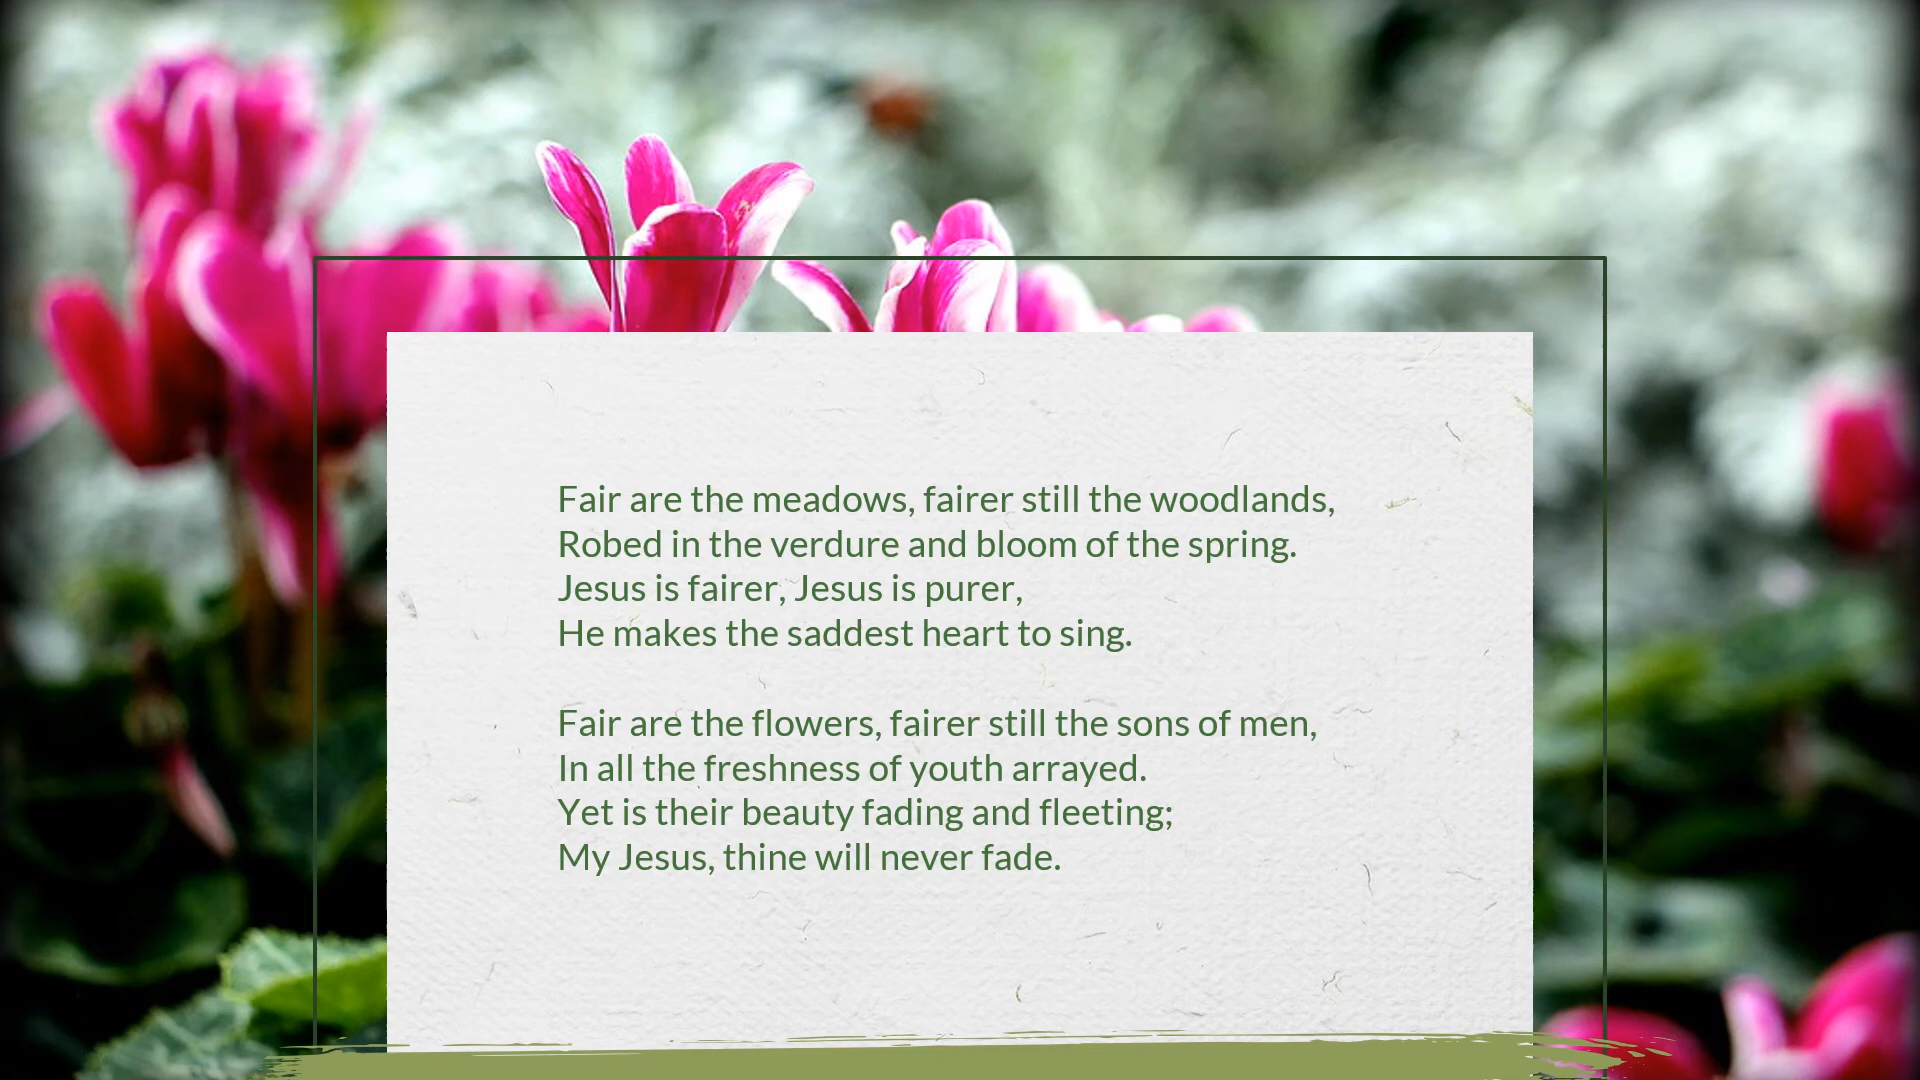 Fair are the meadows, fairer still the woodlands,
Robed in the verdure and bloom of the spring.
Jesus is fairer, Jesus is purer,
He makes the saddest heart to sing.

Fair are the flowers, fairer still the sons of men,
In all the freshness of youth arrayed.
Yet is their beauty fading and fleeting;
My Jesus, thine will never fade.